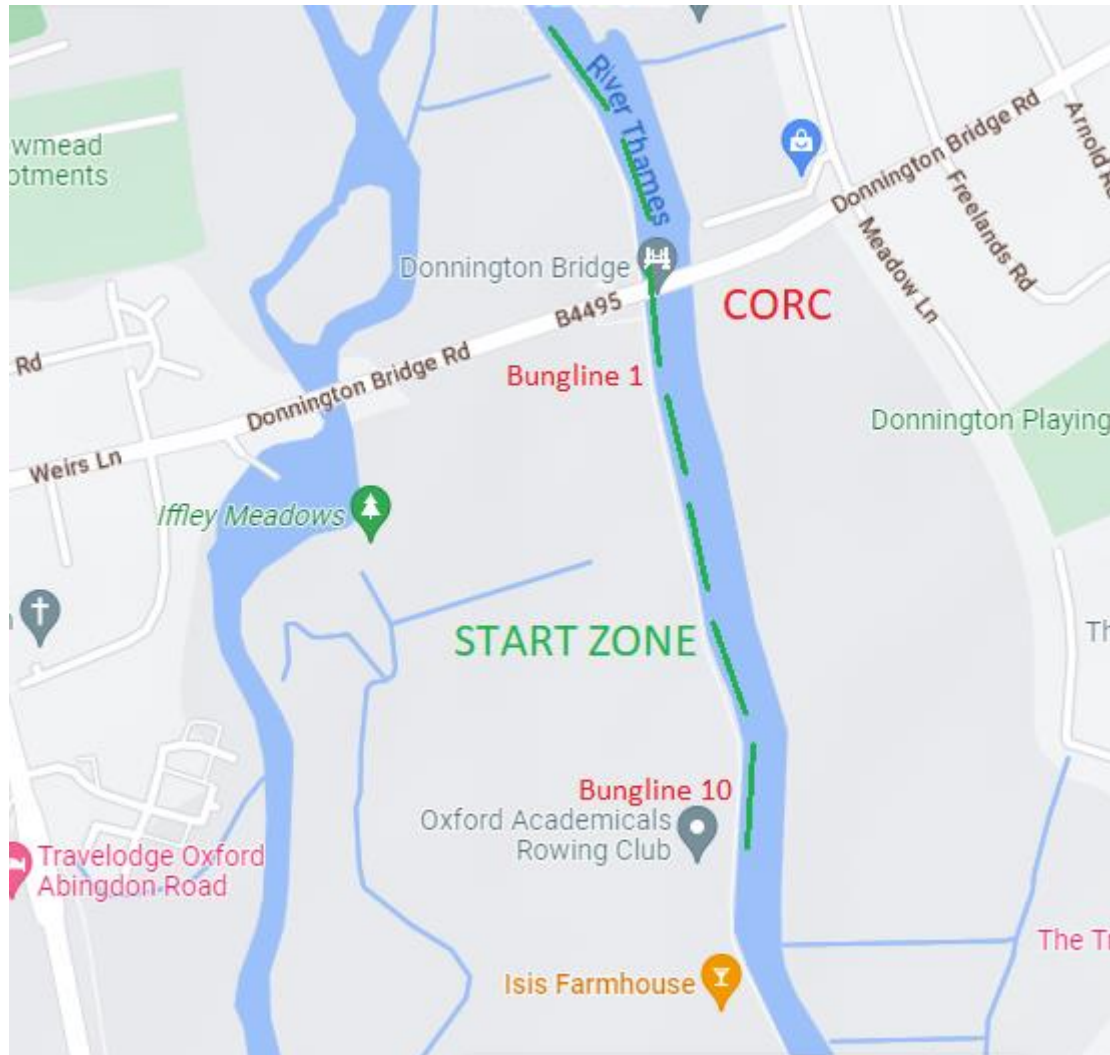 River Thames
wmead
otments
Donnington Bridge Rd
Arnold R
Freelands Rd
Meadow Ln
Donnington Bridge
B4495
CORC
Rd
Donnington Bridge Rd
Bungline 1
Donnington Playing
Weirs Ln
Iffley Meadows
START ZONE
Th
Bungline 10
Oxford Academicals
Rowing Club
Travelodge Oxford
Abingdon Road
The Tr
Isis Farmhouse